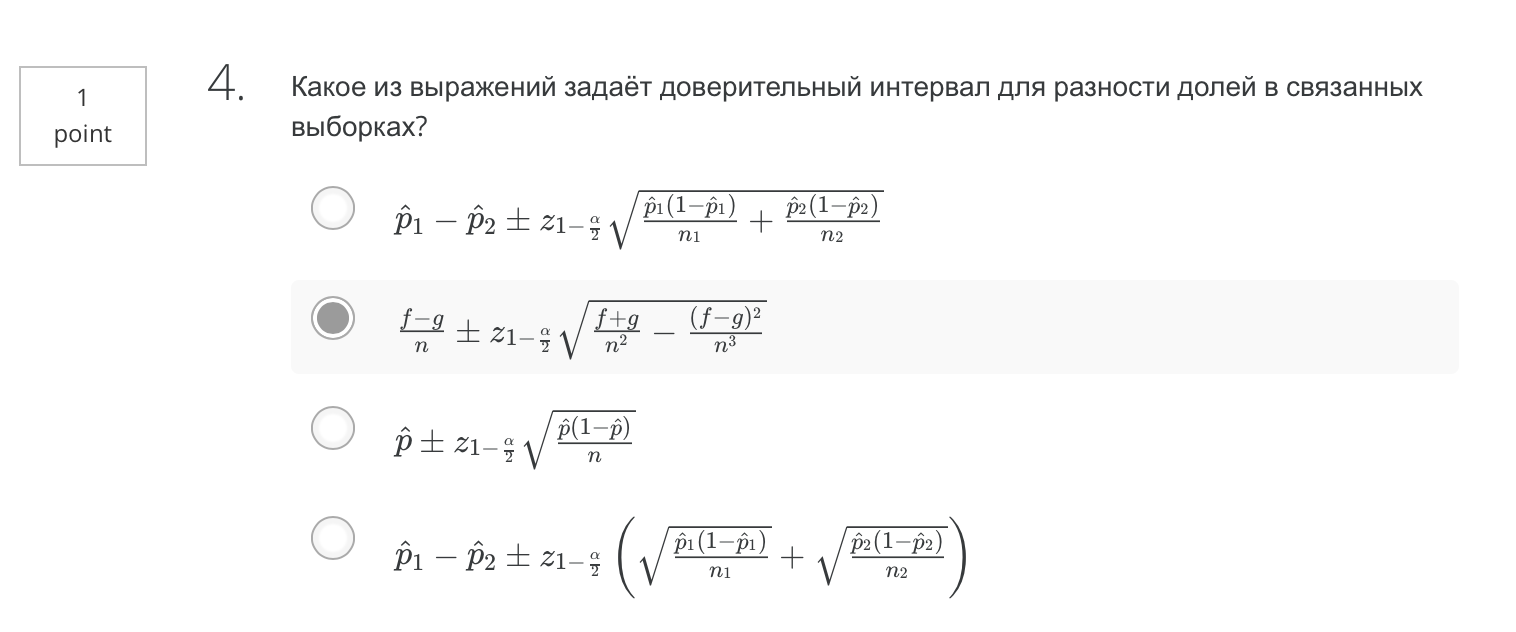 1
point
4.
Какое из выражений задаёт доверительный интервал для разности долей в связанных
выборках?
$\hat{p}_1 - \hat{p}_2 \pm z_{1-\frac{\alpha}{2}} \sqrt{\frac{\hat{p}_1(1-\hat{p}_1)}{n_1} + \frac{\hat{p}_2(1-\hat{p}_2)}{n_2}}$
$\frac{f-g}{n} \pm z_{1-\frac{\alpha}{2}} \sqrt{\frac{f+g}{n^2} - \frac{(f-g)^2}{n^3}}$
$\hat{p} \pm z_{1-\frac{\alpha}{2}} \sqrt{\frac{\hat{p}(1-\hat{p})}{n}}$
$\hat{p}_1 - \hat{p}_2 \pm z_{1-\frac{\alpha}{2}} \left( \sqrt{\frac{\hat{p}_1(1-\hat{p}_1)}{n_1}} + \sqrt{\frac{\hat{p}_2(1-\hat{p}_2)}{n_2}} \right)$